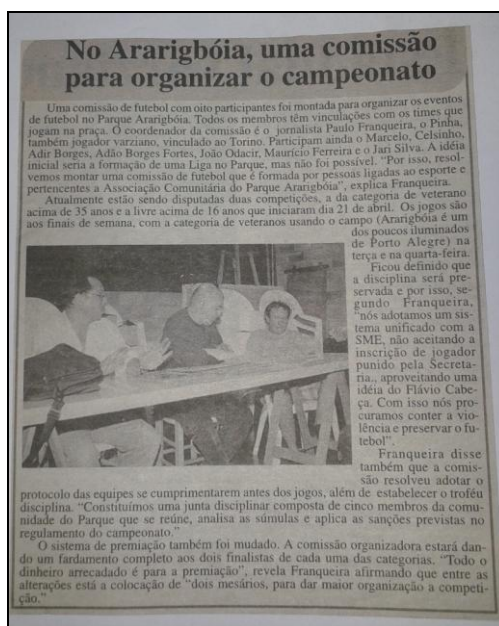 No Ararigbóia, uma comissão
para organizar o campeonato
Uma comissão de futebol com oito participantes foi montada para organizar os eventos
de futebol no Parque Ararigbóia. Todos os membros têm vinculações com os times que
jogam na praça. O coordenador da comissão é o jornalista Paulo Franqueira, o Pinha,
também jogador varziano, vinculado ao Torino. Participam ainda o Marcelo, Celsinho,
Adir Borges, Adão Borges Fortes, João Odacir, Maurício Ferreira e o Jari Silva. A idéia
inicial seria a formação de uma Liga no Parque, mas não foi possível. "Por isso, resol-
vemos montar uma comissão de futebol que é formada por pessoas ligadas ao esporte e
pertencentes a Associação Comunitária do Parque Ararigbóia", explica Franqueira.
Atualmente estão sendo disputadas duas competições, a da categoria de veterano
acima de 35 anos e a livre acima de 16 anos que iniciaram dia 21 de abril. Os jogos são
aos finais de semana, com a categoria de veteranos usando o campo (Ararigbóia é um
dos poucos iluminados
de Porto Alegre) na
terça e na quarta-feira.
Ficou definido que
a disciplina será pre-
servada e por isso, se-
gundo Franqueira,
"nós adotamos um sis-
tema unificado com a
SME, não aceitando a
inscrição de jogador
punido pela Secreta-
ria., aproveitando uma
idéia do Flávio Cabe-
ça. Com isso nós pro-
curamos conter a vio-
lência e preservar o fu-
tebol".
Franqueira disse
também que a comis-
são resolveu adotar o
protocolo das equipes se cumprimentarem antes dos jogos, além de estabelecer o troféu
disciplina. "Constituímos uma junta disciplinar composta de cinco membros da comu-
nidade do Parque que se reúne, analisa as súmulas e aplica as sanções previstas no
regulamento do campeonato."
O sistema de premiação também foi mudado. A comissão organizadora estará dan-
do um fardamento completo aos dois finalistas de cada uma das categorias. "Todo o
dinheiro arrecadado é para a premiação", revela Franqueira afirmando que entre as
alterações está a colocação de "dois mesários, para dar maior organização a competi-
ção."